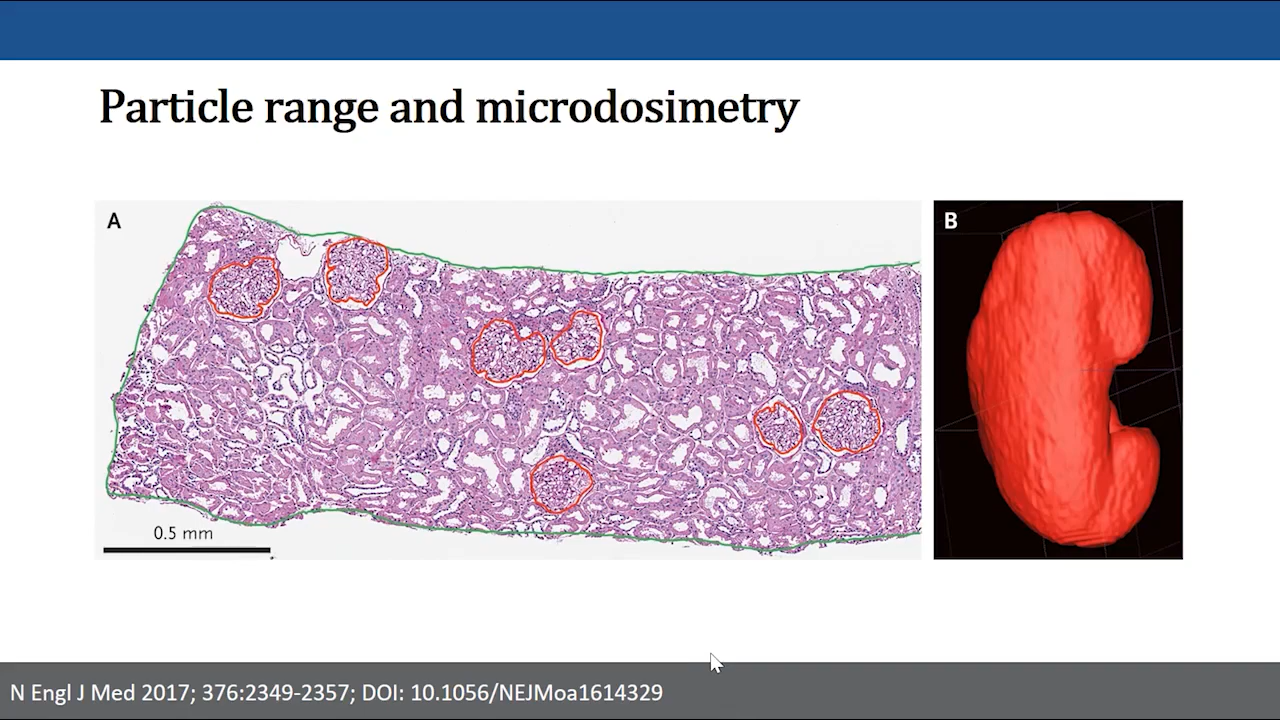 Particle range and microdosimetry
A
B
0.5 mm
N Engl J Med 2017; 376:2349-2357; DOI: 10.1056/NEJMoa1614329